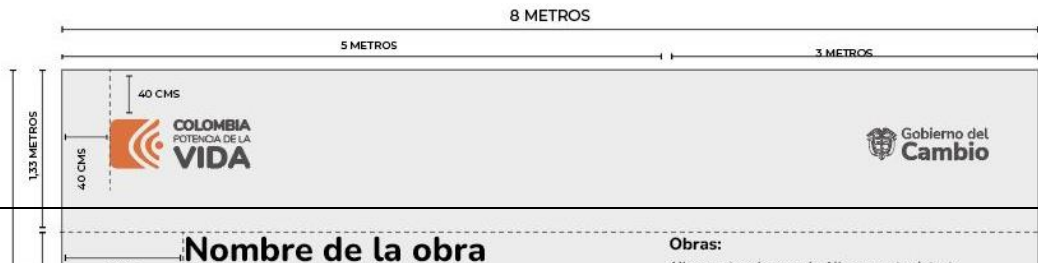 8 METROS
5 METROS
3 METROS
40 CMS
1,33 METROS
40 CMS
COLOMBIA
POTENCIA DE LA
VIDA
Gobierno del
Cambio
Nombre de la obra
Obras: